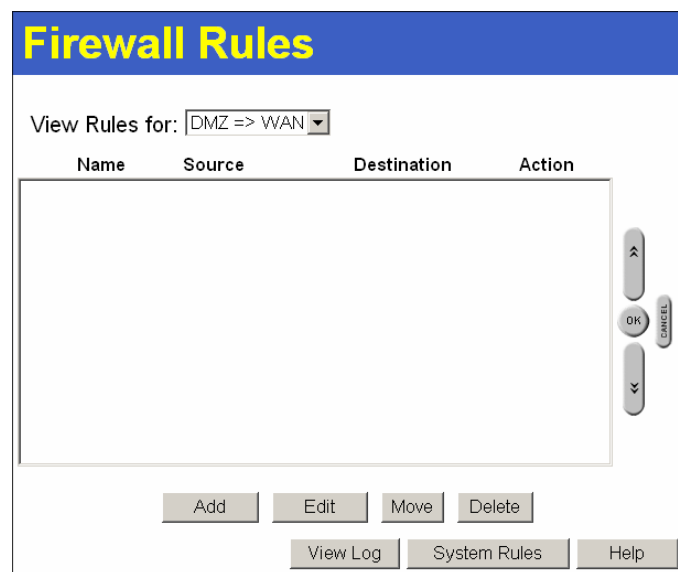 Firewall Rules
View Rules for: DMZ => WAN
Name Source Destination Action
OK
CANCEL
Add Edit Move Delete
View Log System Rules Help